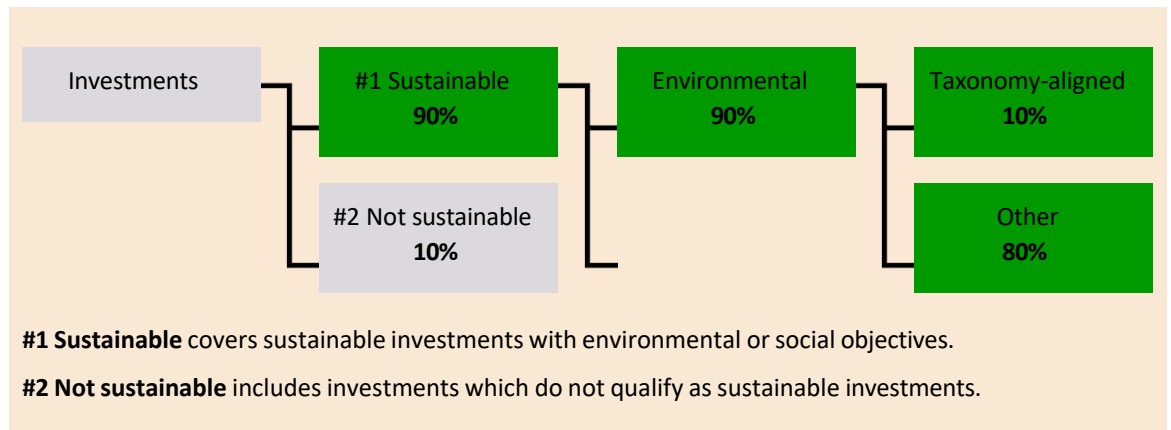 Investments
#1 Sustainable
90%
#2 Not sustainable
10%
Environmental
90%
Taxonomy-aligned
10%
Other
80%
#1 Sustainable covers sustainable investments with environmental or social objectives.
#2 Not sustainable includes investments which do not qualify as sustainable investments.